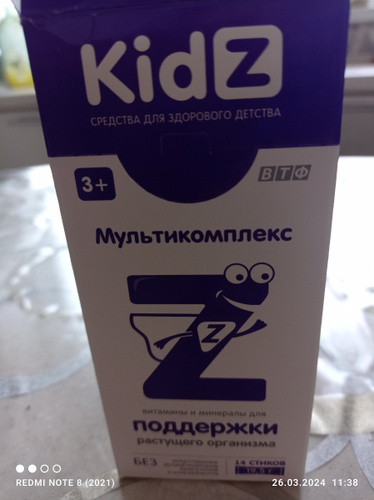 KidZ
СРЕДСТВА ДЛЯ ЗДОРОВОГО ДЕТСТВА
3+
ВТФ
Мультикомплекс
Z
витамины и минералы для
поддержки
растущего организма
БЕЗ
14 СТИКОВ
REDMI NOTE 8 (2021)
26.03.2024 11:38